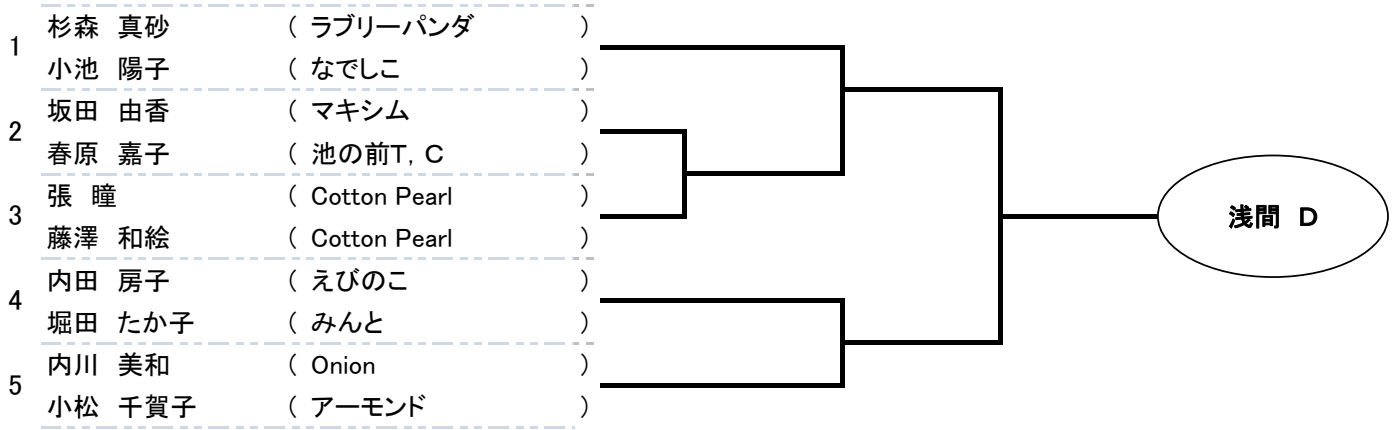 1
杉森 真砂 ( ラブリーパンダ )
小池 陽子 ( なでしこ )
2
坂田 由香 ( マキシム )
春原 嘉子 ( 池の前T，C )
3
張 瞳 ( Cotton Pearl )
藤澤 和絵 ( Cotton Pearl )
4
内田 房子 ( えびのこ )
堀田 たか子 ( みんと )
5
内川 美和 ( Onion )
小松 千賀子 ( アーモンド )
浅間 D